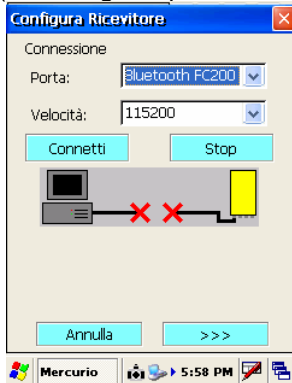 Configura Ricevitore
Connessione
Porta: Bluetooth FC200
Velocità: 115200
Connetti Stop
Annulla >>>
Mercurio 5:58 PM